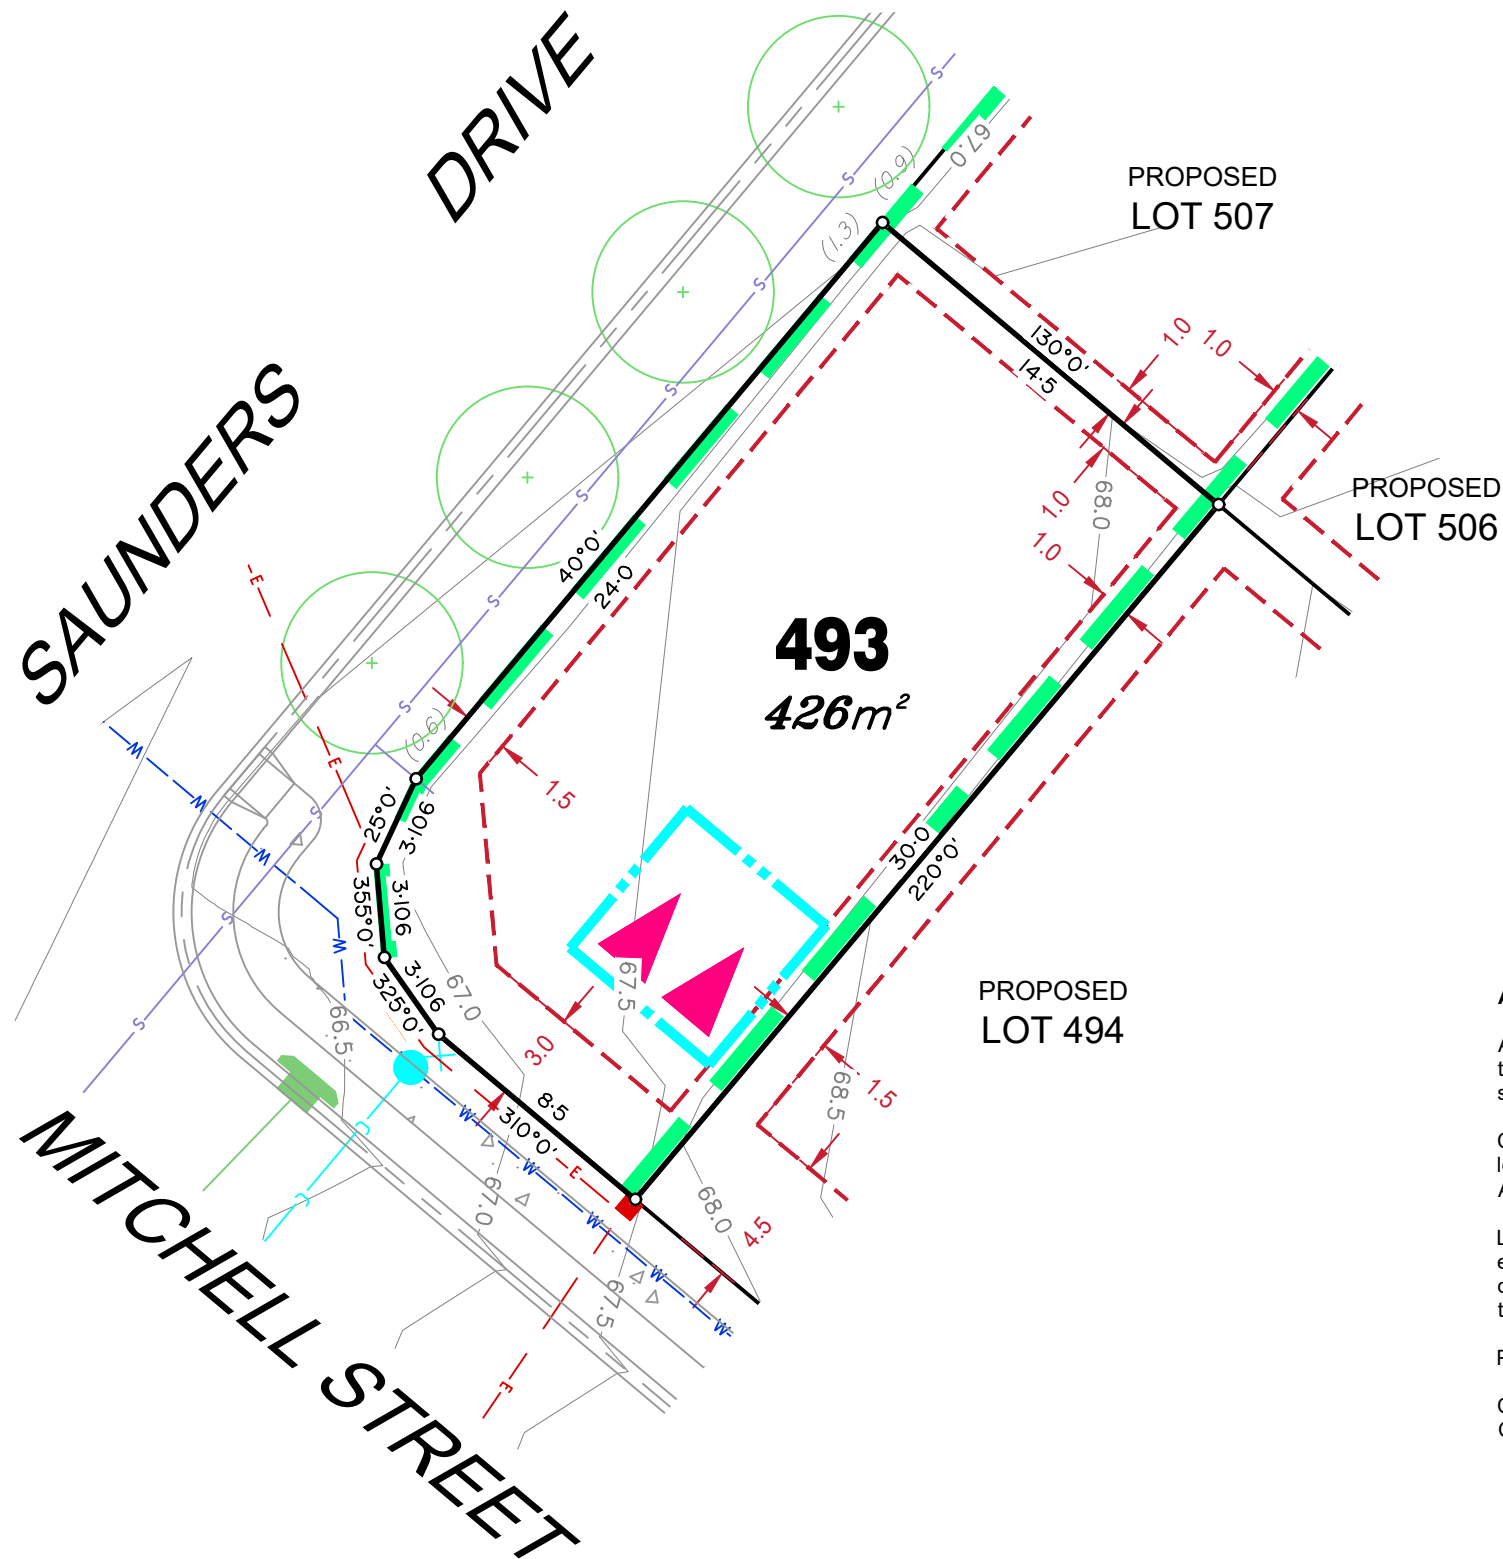 DRIVE
SAUNDERS
MITCHELL STREET
PROPOSED
LOT 507
PROPOSED
LOT 506
PROPOSED
LOT 494
493
426m²
130°0'
14·5
40°0'
24·0
25°0'
3·106
355°0'
3·106
325°0'
3·106
310°0'
8·5
30·0
220°0'
(0.9)
(1.3)
(0.6)
67.0
68.0
67.5
67.0
66.5
67.0
67.5
68.0
68.5
1.0
1.0
1.0
1.0
1.5
3.0
1.5
4.5
S
S
S
S
S
S
S
S
S
S
E
E
E
E
W
W
W
W
W
W
W
W
W